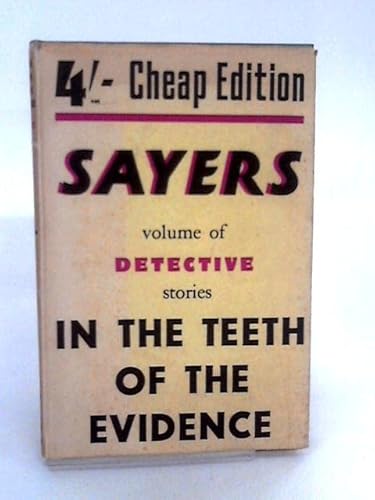 4/- Cheap Edition
SAYERS
volume of
DETECTIVE
stories
IN THE TEETH
OF THE
EVIDENCE